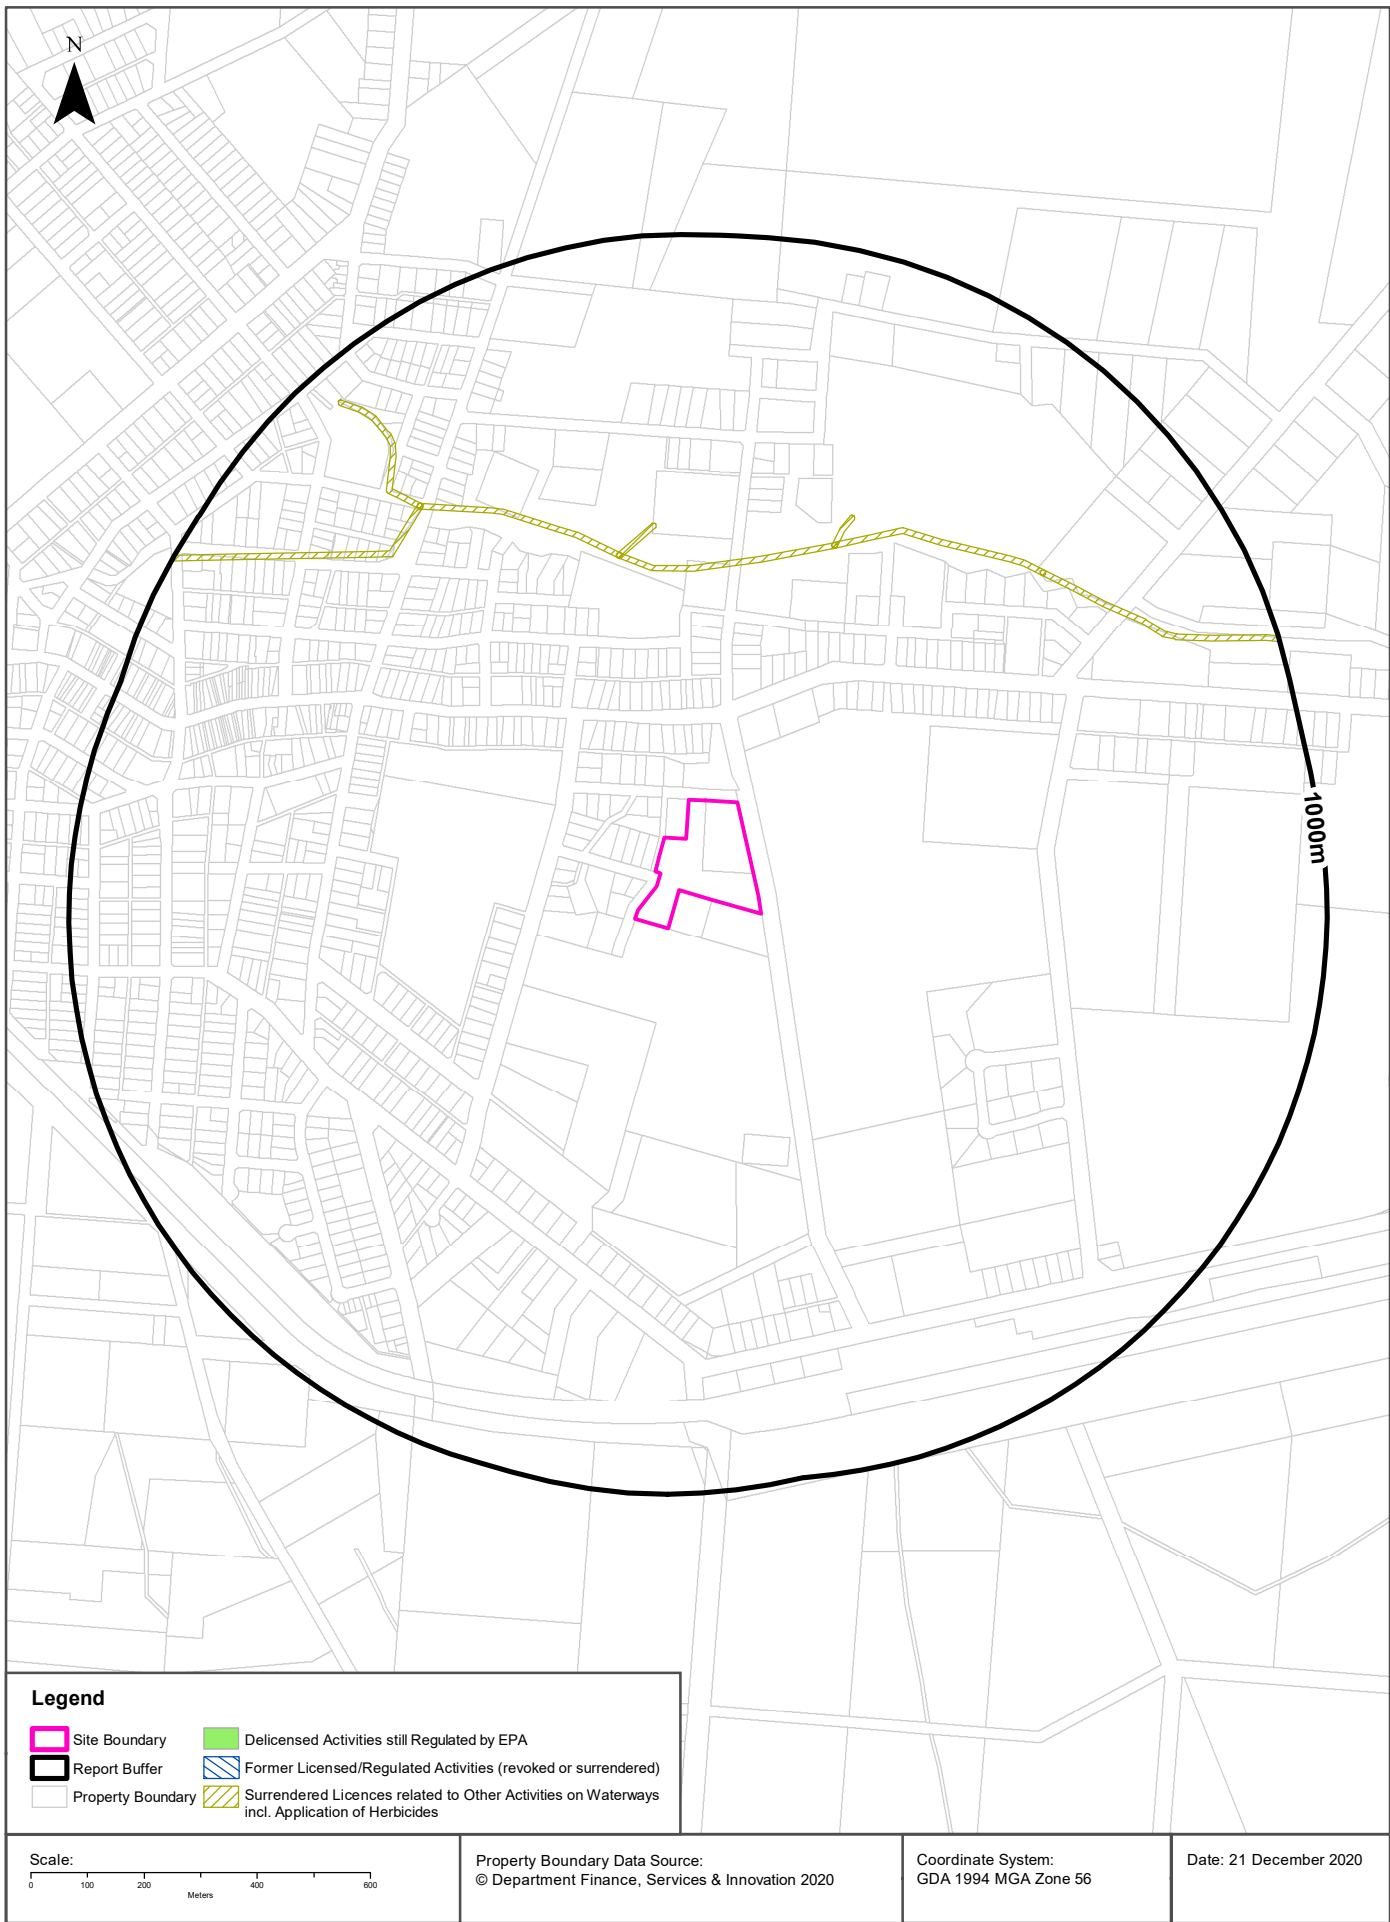 N
1000m
Legend
Site Boundary
Report Buffer
Property Boundary
Delicensed Activities still Regulated by EPA
Former Licensed/Regulated Activities (revoked or surrendered)
Surrendered Licences related to Other Activities on Waterways
incl. Application of Herbicides
Scale:
0 100 200 400 600
Meters
Property Boundary Data Source:
© Department Finance, Services & Innovation 2020
Coordinate System:
GDA 1994 MGA Zone 56
Date: 21 December 2020